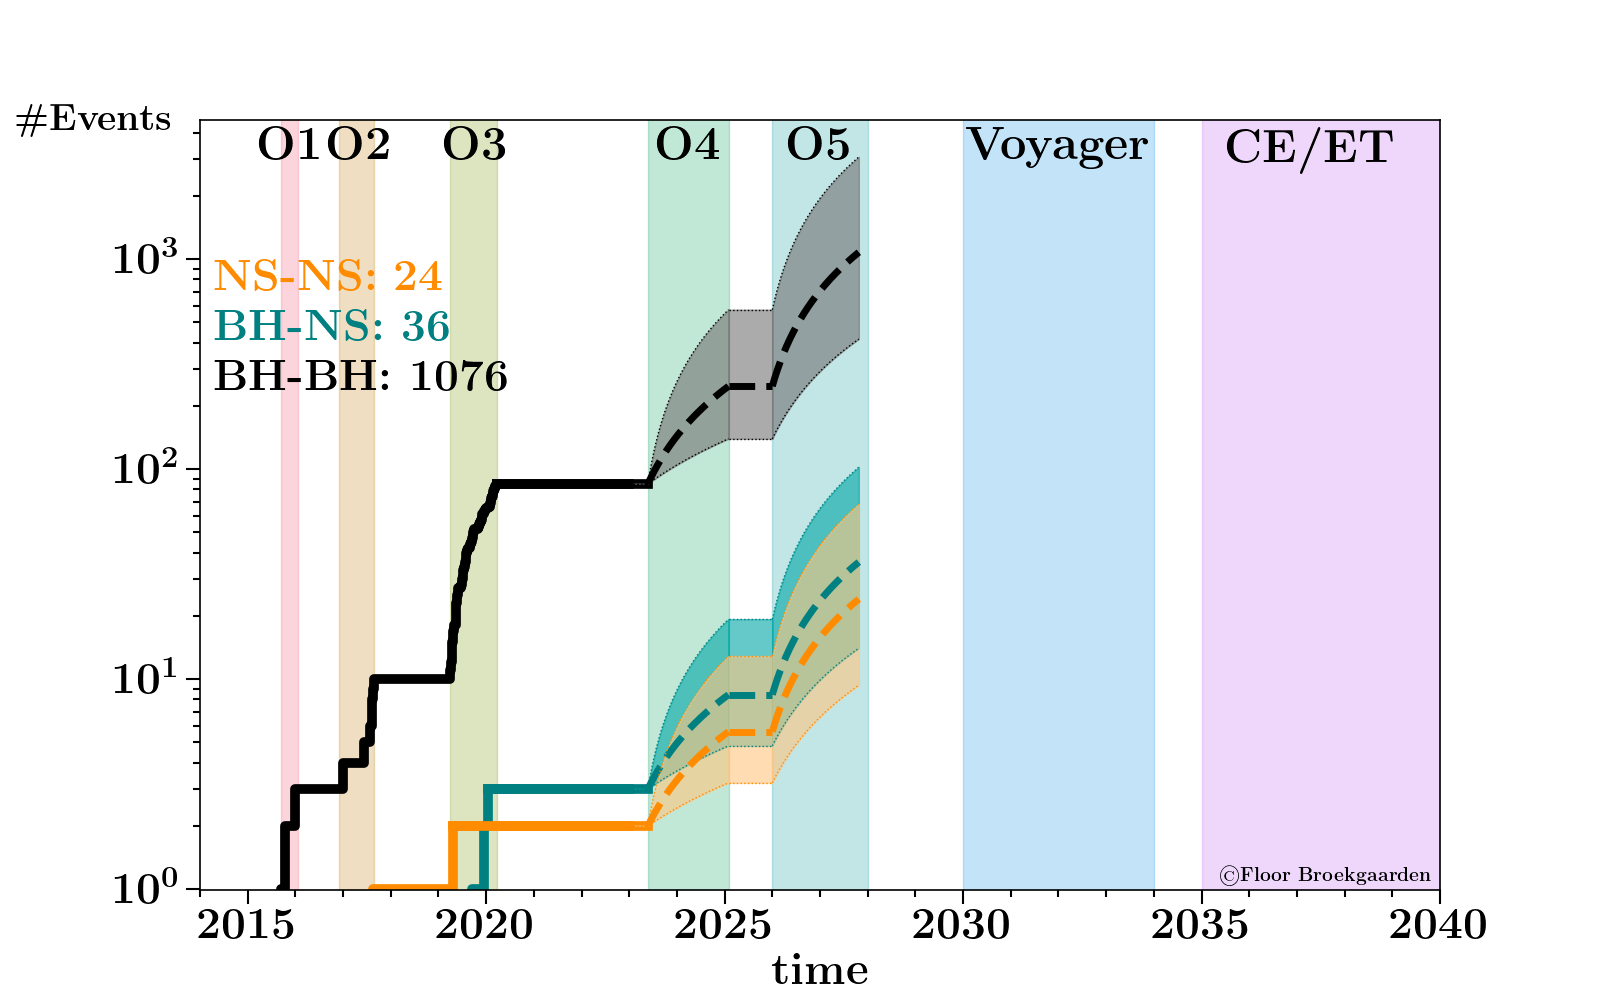 #Events
O1 O2 O3 O4 O5 Voyager CE/ET
10³
NS-NS: 24
BH-NS: 36
BH-BH: 1076
10²
10¹
10⁰
©Floor Broekgaarden
2015 2020 2025 2030 2035 2040
time